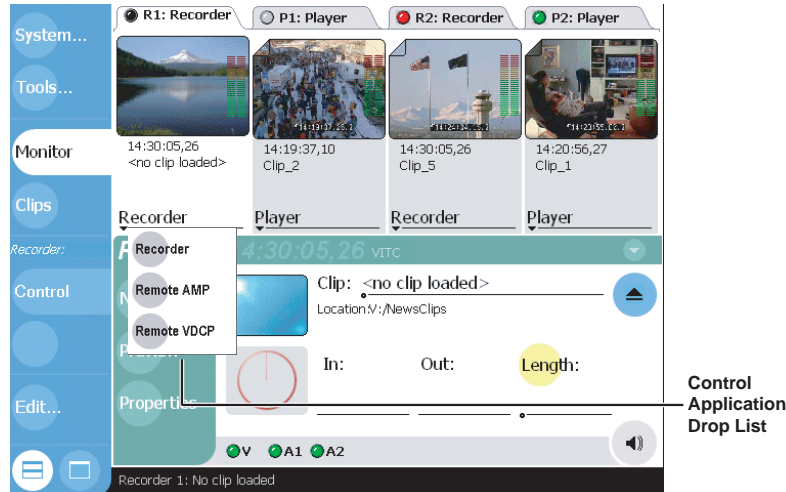 System...
Tools...
Monitor
Clips
Recorder:
Control
Edit...
R1: Recorder
P1: Player
R2: Recorder
P2: Player
14:30:05,26
<no clip loaded>
14:19:37,10
Clip_2
14:30:05,26
Clip_5
14:20:56,27
Clip_1
Recorder
Player
Recorder
Player
Recorder
Remote AMP
Remote VDCP
4:30:05,26 VITC
Clip: <no clip loaded>
Location:V:/NewsClips
In:
Out:
Length:
Properties
V
A1
A2
Recorder 1: No clip loaded
Control
Application
Drop List